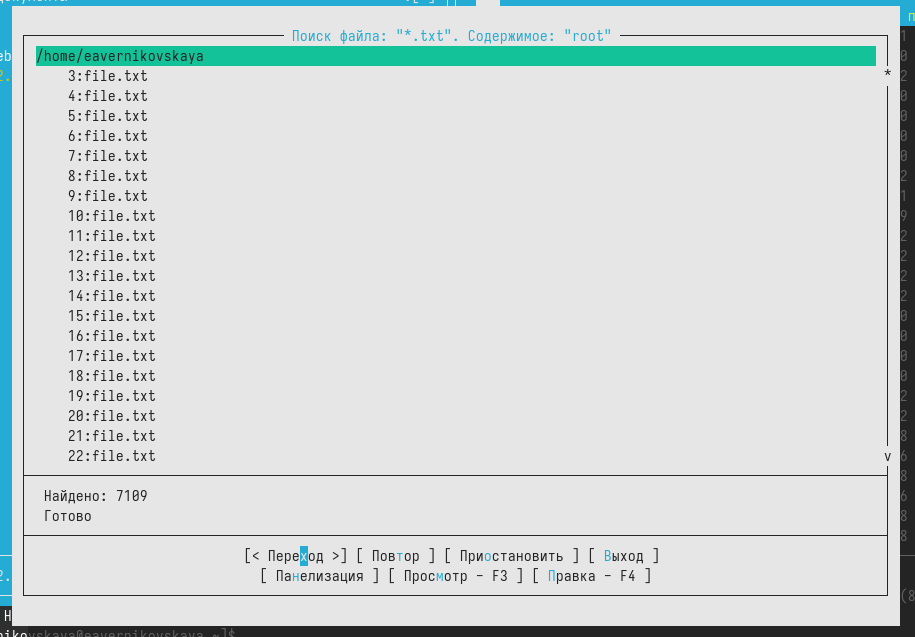 Поиск файла: "*.txt". Содержимое: "root"
/home/eavernikovskaya
3:file.txt
4:file.txt
5:file.txt
6:file.txt
7:file.txt
8:file.txt
9:file.txt
10:file.txt
11:file.txt
12:file.txt
13:file.txt
14:file.txt
15:file.txt
16:file.txt
17:file.txt
18:file.txt
19:file.txt
20:file.txt
21:file.txt
22:file.txt
Найдено: 7109
Готово
[< Переход >] [ Повтор ] [ Приостановить ] [ Выход ]
[ Панелизация ] [ Просмотр - F3 ] [ Правка - F4 ]
nikovskaya@eavernikovskaya ~]$